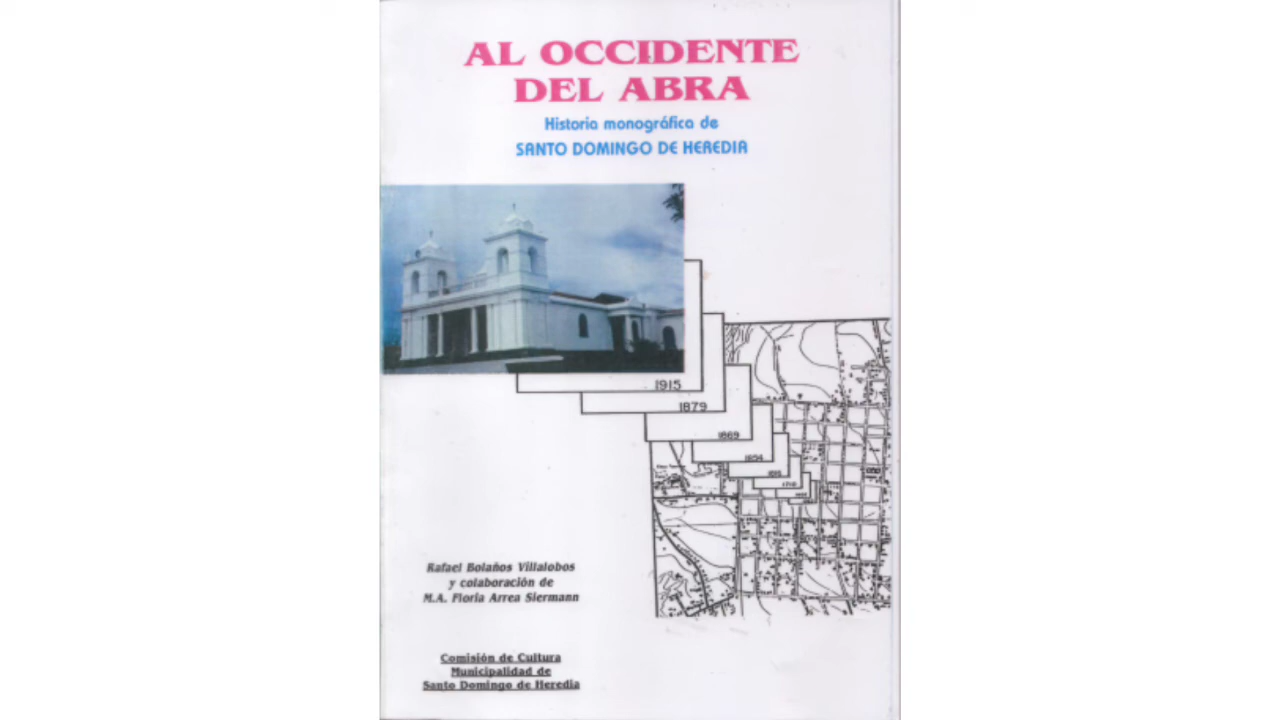 AL OCCIDENTE
DEL ABRA
Historia monográfica de
SANTO DOMINGO DE HEREDIA
1915
1879
1869
Rafael Bolaños Villalobos
y colaboración de
M.A. Floria Arrea Siermann
Comisión de Cultura
Municipalidad de
Santo Domingo de Heredia